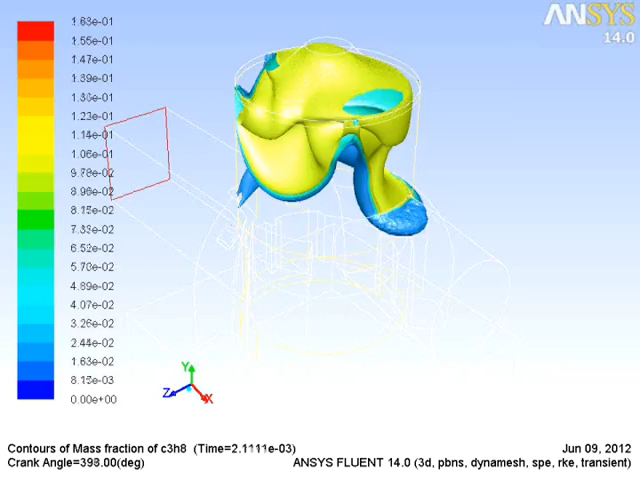 ANSYS
14.0
1.63e-01
1.55e-01
1.47e-01
1.39e-01
1.30e-01
1.23e-01
1.14e-01
1.06e-01
9.78e-02
8.96e-02
8.15e-02
7.33e-02
6.52e-02
5.70e-02
4.89e-02
4.07e-02
3.26e-02
2.44e-02
1.63e-02
8.15e-03
0.00e+00
Y
Z
X
Contours of Mass fraction of c3h8 (Time=2.1111e-03)
Crank Angle=398.00(deg)
Jun 09, 2012
ANSYS FLUENT 14.0 (3d, pbns, dynamesh, spe, rke, transient)